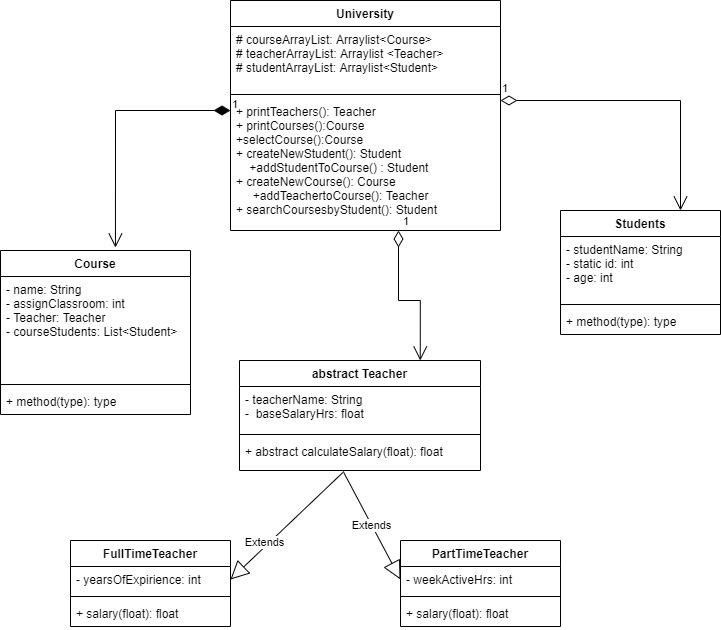 University
# courseArrayList: Arraylist<Course>
# teacherArrayList: Arraylist <Teacher>
# studentArrayList: Arraylist<Student>
1
1
+ printTeachers(): Teacher
+ printCourses():Course
+selectCourse():Course
+ createNewStudent(): Student
+addStudentToCourse() : Student
+ createNewCourse(): Course
+addTeachertoCourse(): Teacher
+ searchCoursesbyStudent(): Student
1
Course
- name: String
- assignClassroom: int
- Teacher: Teacher
- courseStudents: List<Student>
+ method(type): type
Students
- studentName: String
- static id: int
- age: int
+ method(type): type
abstract Teacher
- teacherName: String
- baseSalaryHrs: float
+ abstract calculateSalary(float): float
Extends
Extends
FullTimeTeacher
- yearsOfExpirience: int
+ salary(float): float
PartTimeTeacher
- weekActiveHrs: int
+ salary(float): float